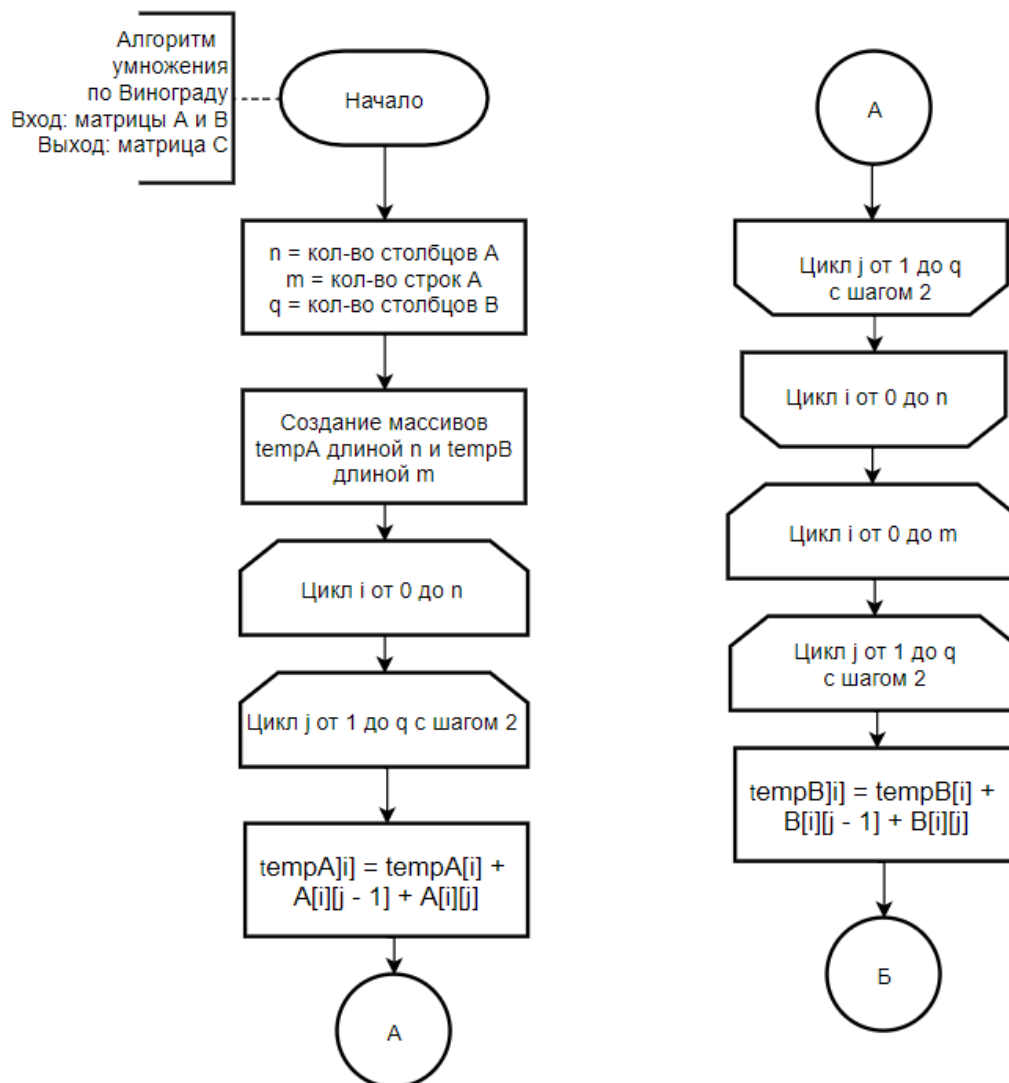 Алгоритм
умножения
по Винограду
Вход: матрицы А и В
Выход: матрица С
Начало
n = кол-во столбцов А
m = кол-во строк А
q = кол-во столбцов В
Создание массивов
tempA длиной n и tempB
длиной m
Цикл i от 0 до n
Цикл j от 1 до q с шагом 2
tempA]i] = tempA[i] +
A[i][j - 1] + A[i][j]
А
А
Цикл j от 1 до q
с шагом 2
Цикл i от 0 до n
Цикл i от 0 до m
Цикл j от 1 до q
с шагом 2
tempB]i] = tempB[i] +
B[i][j - 1] + B[i][j]
Б